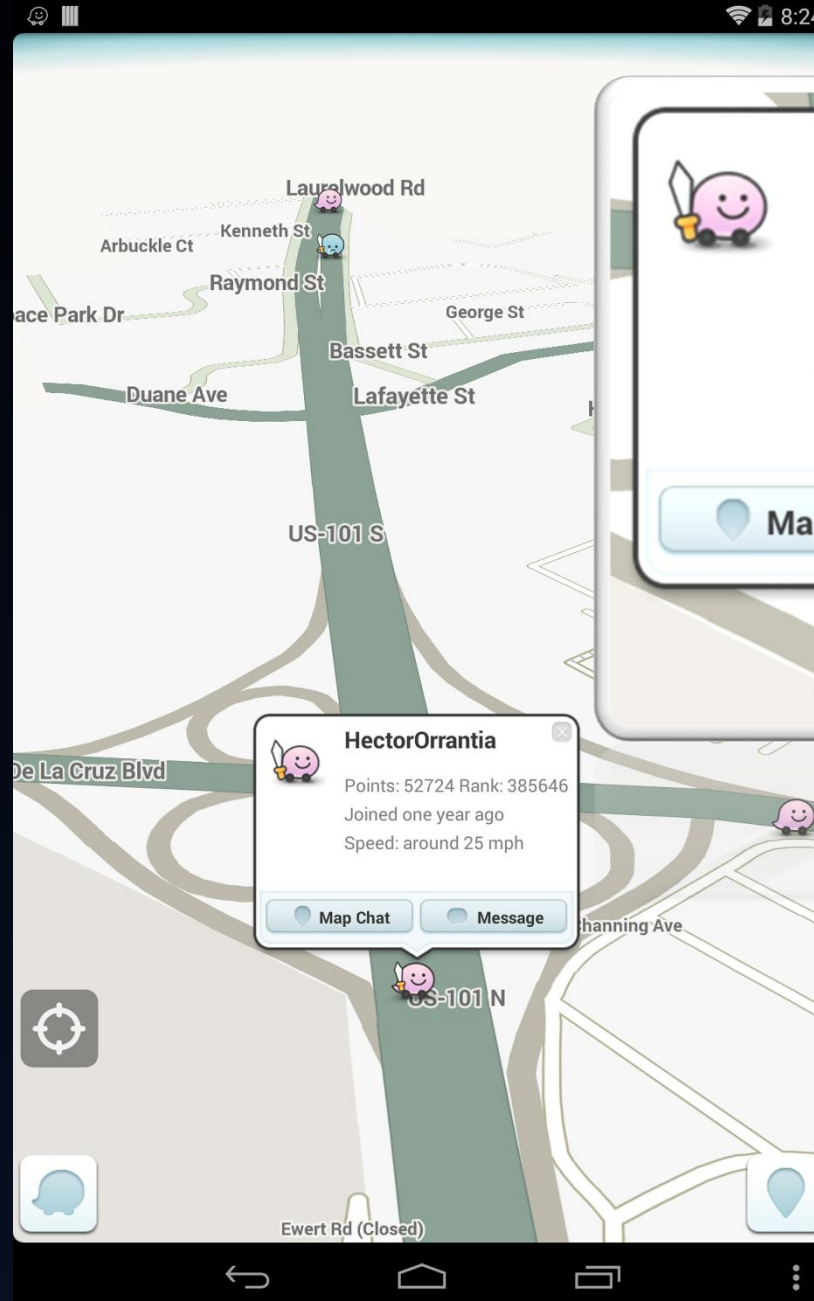 8:24
Laurelwood Rd
Kenneth St
Arbuckle Ct
Raymond St
George St
ace Park Dr
Bassett St
Duane Ave
Lafayette St
H
US-101 S
Ma
HectorOrrantia
De La Cruz Blvd
Points: 52724 Rank: 385646
Joined one year ago
Speed: around 25 mph
Map Chat
Message
Channing Ave
US-101 N
Ewert Rd (Closed)